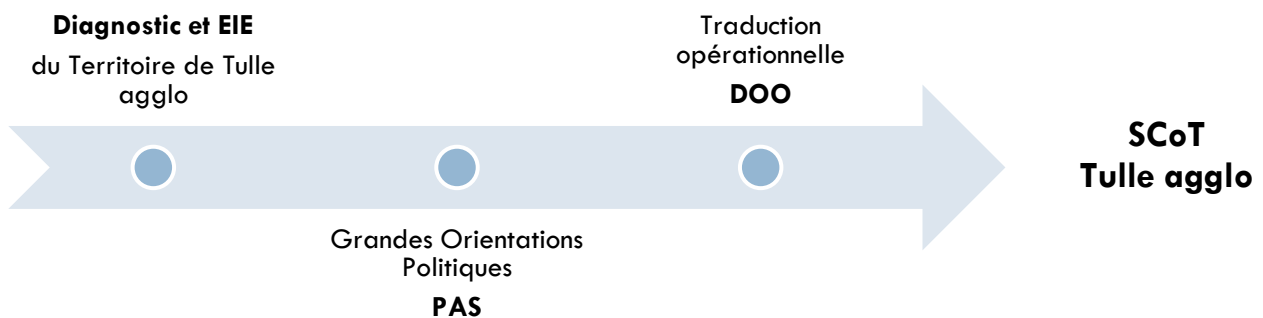 Diagnostic et EIE
du Territoire de Tulle
agglo
Grandes Orientations
Politiques
PAS
Traduction
opérationnelle
DOO
SCoT
Tulle agglo